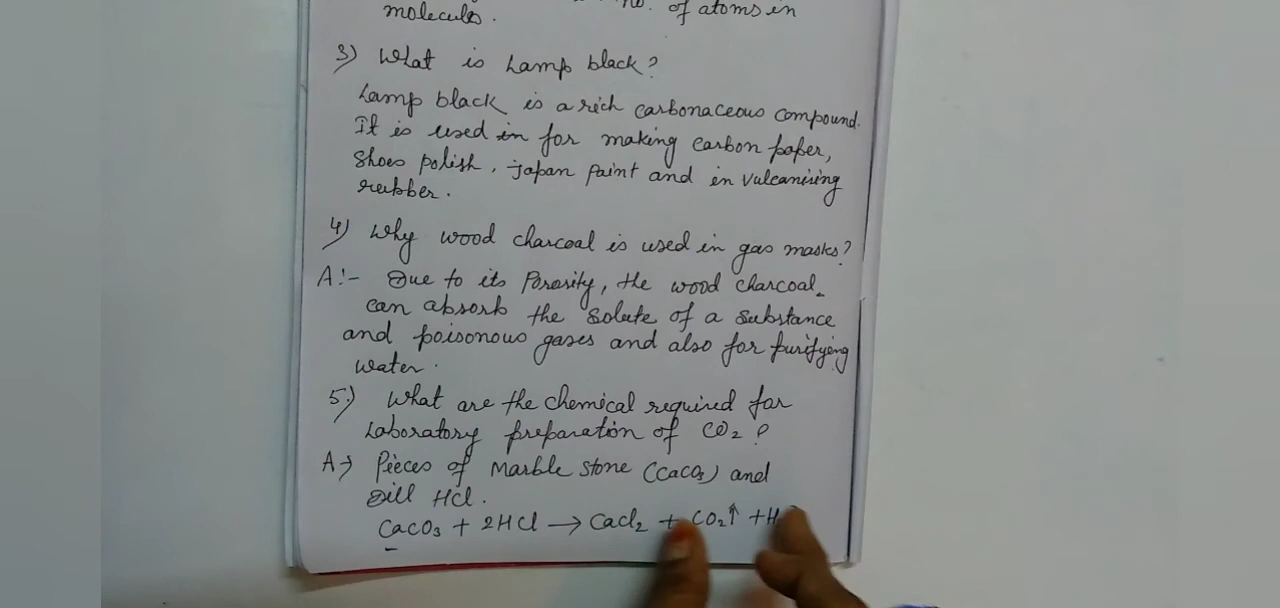 no. of atoms in
molecules.
3) What is Lamp black?
Lamp black is a rich carbonaceous compound.
It is used in for making carbon paper,
Shoes polish, japan paint and in vulcanising
rubber.
4) Why wood charcoal is used in gas masks?
A:- Due to its Porosity, the wood charcoal
can absorb the solute of a substance
and poisonous gases and also for purifying
water.
5.) What are the chemical required for
Laboratory preparation of CO2?
A→ Pieces of Marble stone (CaCO3) and
Dill HCl.
CaCO3 + 2HCl → CaCl2 + CO2↑ + H